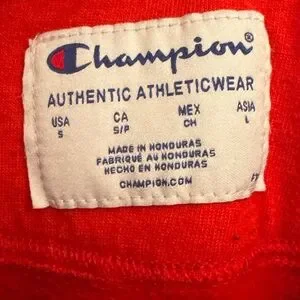 Champion
AUTHENTIC ATHLETICWEAR
USA CA MEX ASIA
S S/P CH L
MADE IN HONDURAS
FABRIQUÉ AU HONDURAS
HECHO EN HONDURAS
CHAMPION.COM